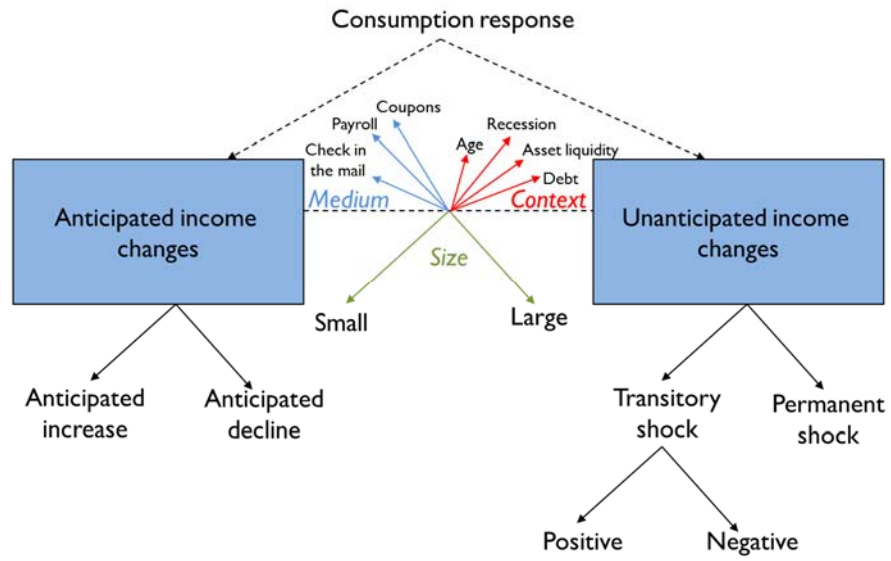 Consumption response
Coupons
Payroll
Recession
Age
Check in
the mail
Asset liquidity
Debt
Medium
Context
Anticipated income
changes
Unanticipated income
changes
Size
Small
Large
Anticipated
increase
Anticipated
decline
Transitory
shock
Permanent
shock
Positive
Negative